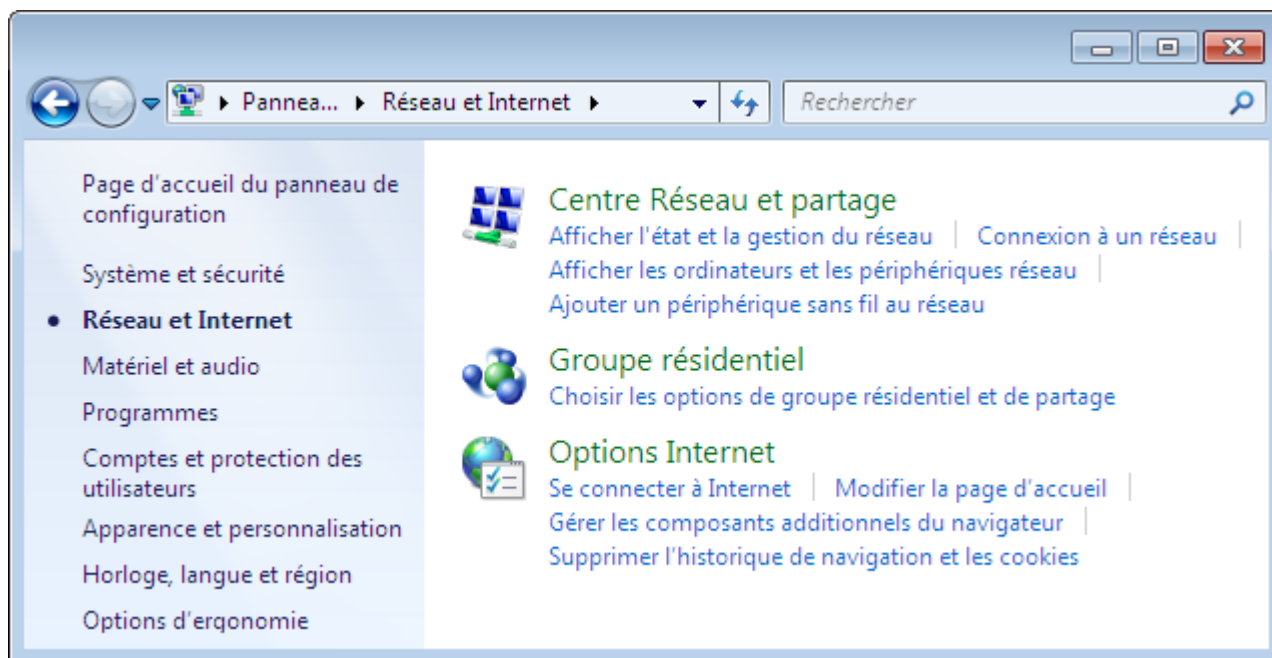 Pannea... Réseau et Internet
Rechercher
Page d'accueil du panneau de
configuration
Système et sécurité
Réseau et Internet
Matériel et audio
Programmes
Comptes et protection des
utilisateurs
Apparence et personnalisation
Horloge, langue et région
Options d'ergonomie
Centre Réseau et partage
Afficher l'état et la gestion du réseau Connexion à un réseau
Afficher les ordinateurs et les périphériques réseau
Ajouter un périphérique sans fil au réseau
Groupe résidentiel
Choisir les options de groupe résidentiel et de partage
Options Internet
Se connecter à Internet Modifier la page d'accueil
Gérer les composants additionnels du navigateur
Supprimer l'historique de navigation et les cookies